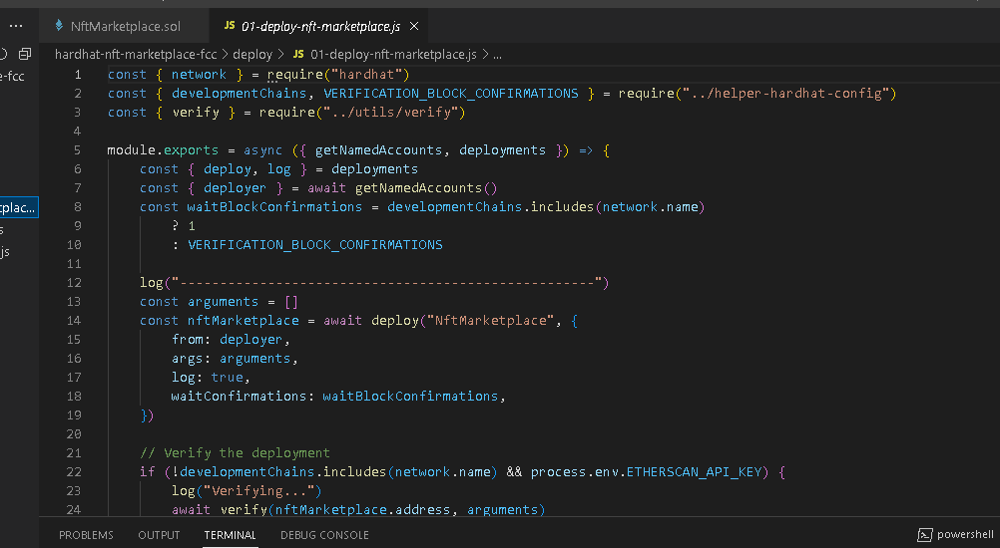 NftMarketplace.sol
JS 01-deploy-nft-marketplace.js
hardhat-nft-marketplace-fcc > deploy > JS 01-deploy-nft-marketplace.js > ...
e-fcc
tplac...
s
js
1 const { network } = require("hardhat")
2 const { developmentChains, VERIFICATION_BLOCK_CONFIRMATIONS } = require("../helper-hardhat-config")
3 const { verify } = require("../utils/verify")
4
5 module.exports = async ({ getNamedAccounts, deployments }) => {
6 const { deploy, log } = deployments
7 const { deployer } = await getNamedAccounts()
8 const waitBlockConfirmations = developmentChains.includes(network.name)
9 ? 1
10 : VERIFICATION_BLOCK_CONFIRMATIONS
11
12 log("----------------------------------------------------")
13 const arguments = []
14 const nftMarketplace = await deploy("NftMarketplace", {
15 from: deployer,
16 args: arguments,
17 log: true,
18 waitConfirmations: waitBlockConfirmations,
19 })
20
21 // Verify the deployment
22 if (!developmentChains.includes(network.name) && process.env.ETHERSCAN_API_KEY) {
23 log("Verifying...")
24 await verify(nftMarketplace.address, arguments)
PROBLEMS OUTPUT TERMINAL DEBUG CONSOLE powershell